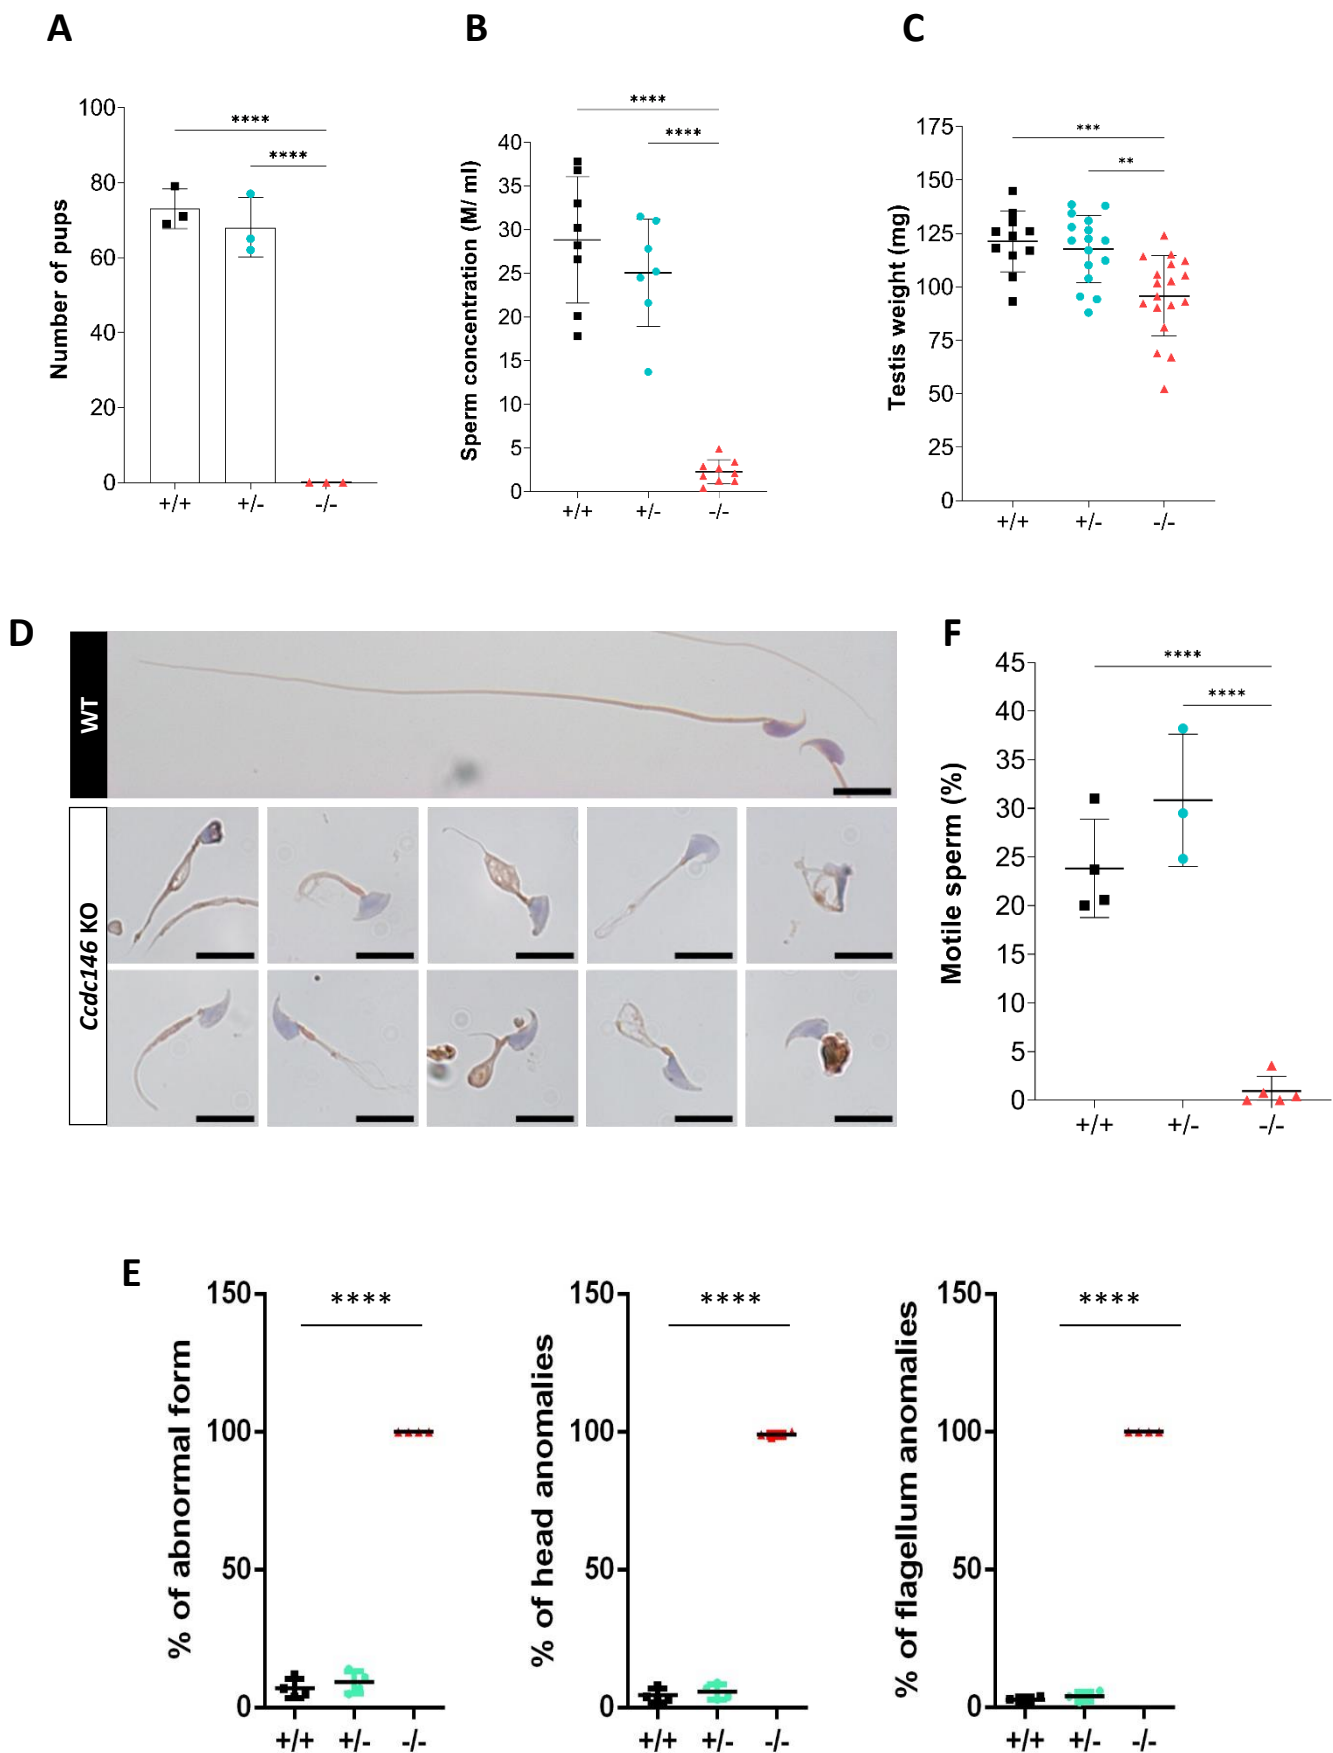 A
Number of pups
100
80
60
40
20
0
****
****
+/+ +/- -/-
B
Sperm concentration (M/ ml)
40
35
30
25
20
15
10
5
0
****
****
+/+ +/- -/-
C
Testis weight (mg)
175
150
125
100
75
50
25
0
***
**
+/+ +/- -/-
D
WT
Ccdc146 KO
F
Motile sperm (%)
45
40
35
30
25
20
15
10
5
0
****
****
+/+ +/- -/-
E
% of abnormal form
150
100
50
0
****
+/+ +/- -/-
% of head anomalies
150
100
50
0
****
+/+ +/- -/-
% of flagellum anomalies
150
100
50
0
****
+/+ +/- -/-